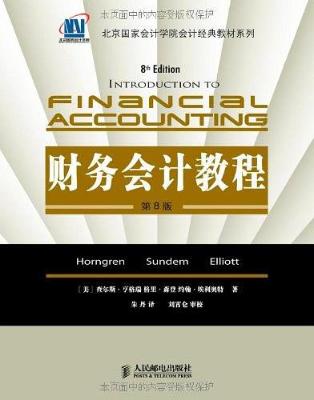 本页面中的内容受版权保护
北京国家会计学院会计经典教材系列
8th Edition
INTRODUCTION TO
FINANCIAL
ACCOUNTING
财务会计教程
第8版
Horngren Sundem Elliott
[美] 查尔斯·亨格瑞 格里·森登 约翰·埃利奥特 著
朱丹 译 刘霄仑 审校
人民邮电出版社
POSTS & TELECOM PRESS
本页面中的内容受版权保护